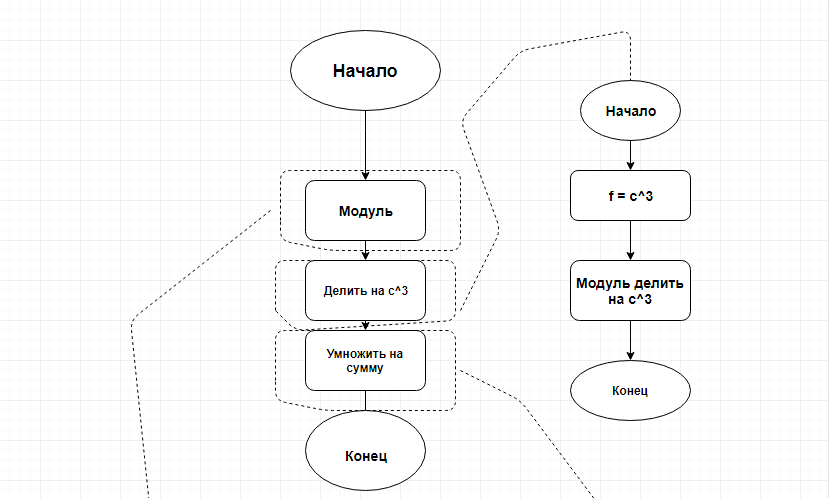 Начало
Модуль
Делить на c^3
Умножить на
сумму
Конец
Начало
f = c^3
Модуль делить
на c^3
Конец